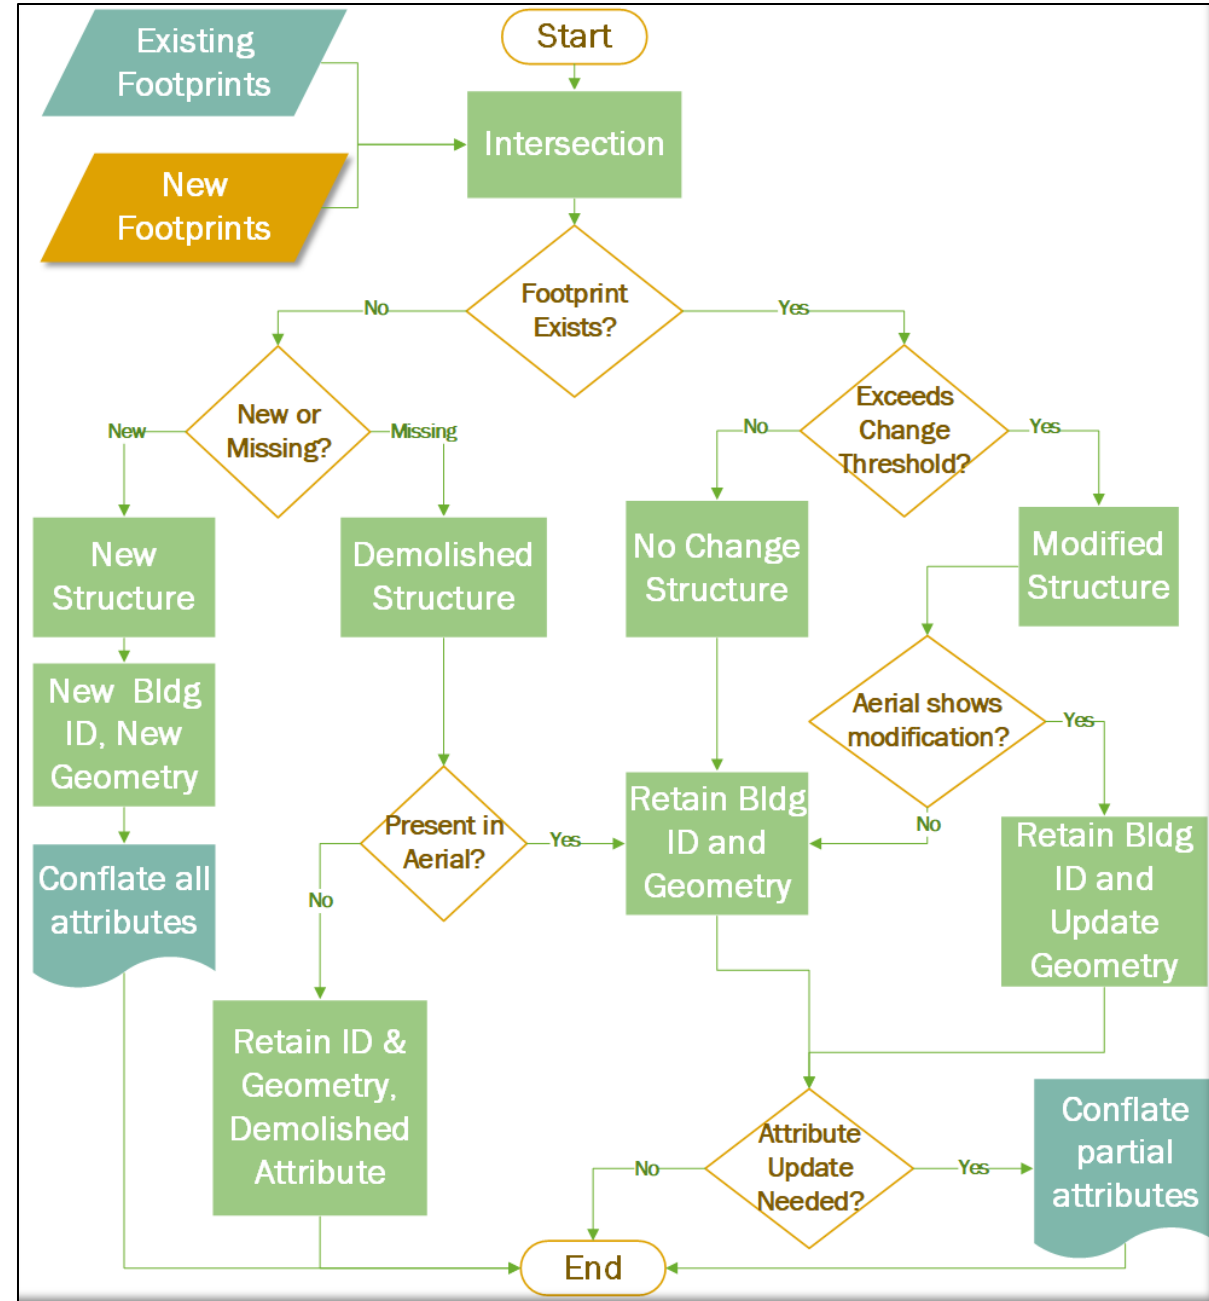 Existing
Footprints
Start
Intersection
New
Footprints
Footprint
Exists?
No
Yes
New or
Missing?
New
Missing
Exceeds
Change
Threshold?
No
Yes
New
Structure
Demolished
Structure
No Change
Structure
Modified
Structure
New Bldg
ID, New
Geometry
Aerial shows
modification?
Yes
No
Present in
Aerial?
Yes
No
Retain Bldg
ID and
Geometry
Retain Bldg
ID and
Update
Geometry
Conflate all
attributes
Retain ID &
Geometry,
Demolished
Attribute
Attribute
Update
Needed?
No
Yes
Conflate
partial
attributes
End